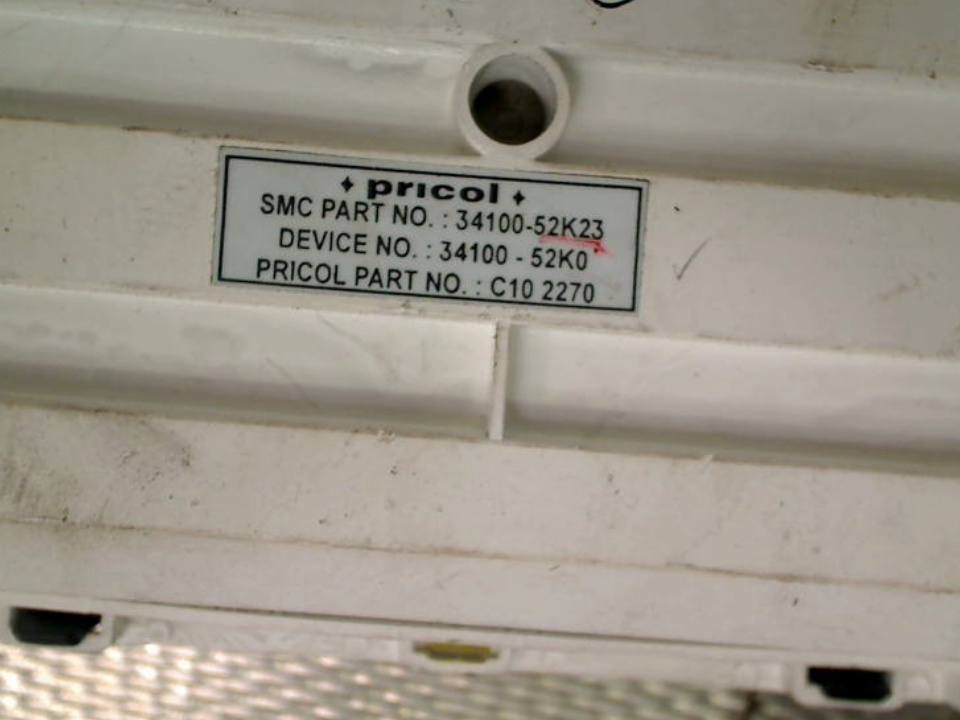 pricol
SMC PART NO. : 34100-52K23
DEVICE NO. : 34100 - 52K0
PRICOL PART NO. : C10 2270